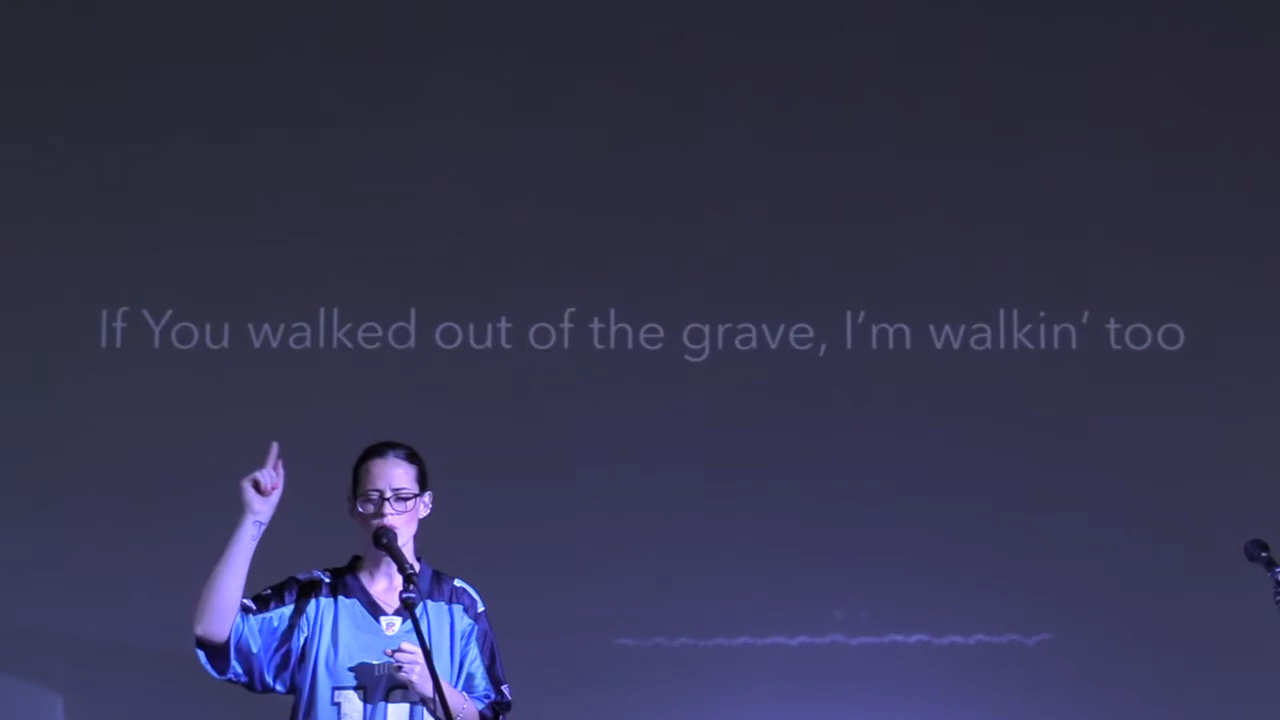 If You walked out of the grave, I’m walkin’ too